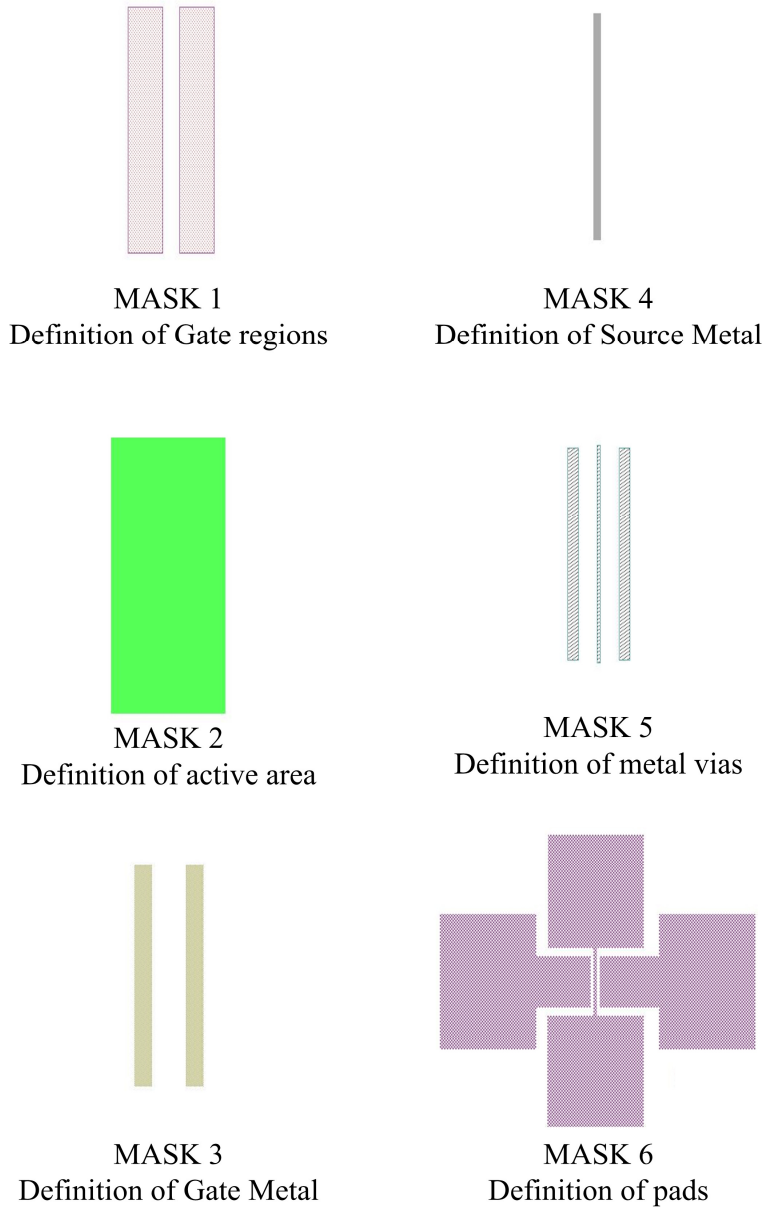 MASK 1
Definition of Gate regions
MASK 4
Definition of Source Metal
MASK 2
Definition of active area
MASK 5
Definition of metal vias
MASK 3
Definition of Gate Metal
MASK 6
Definition of pads